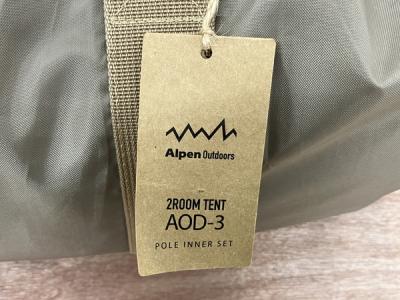 Alpen Outdoors
2ROOM TENT
AOD-3
POLE INNER SET